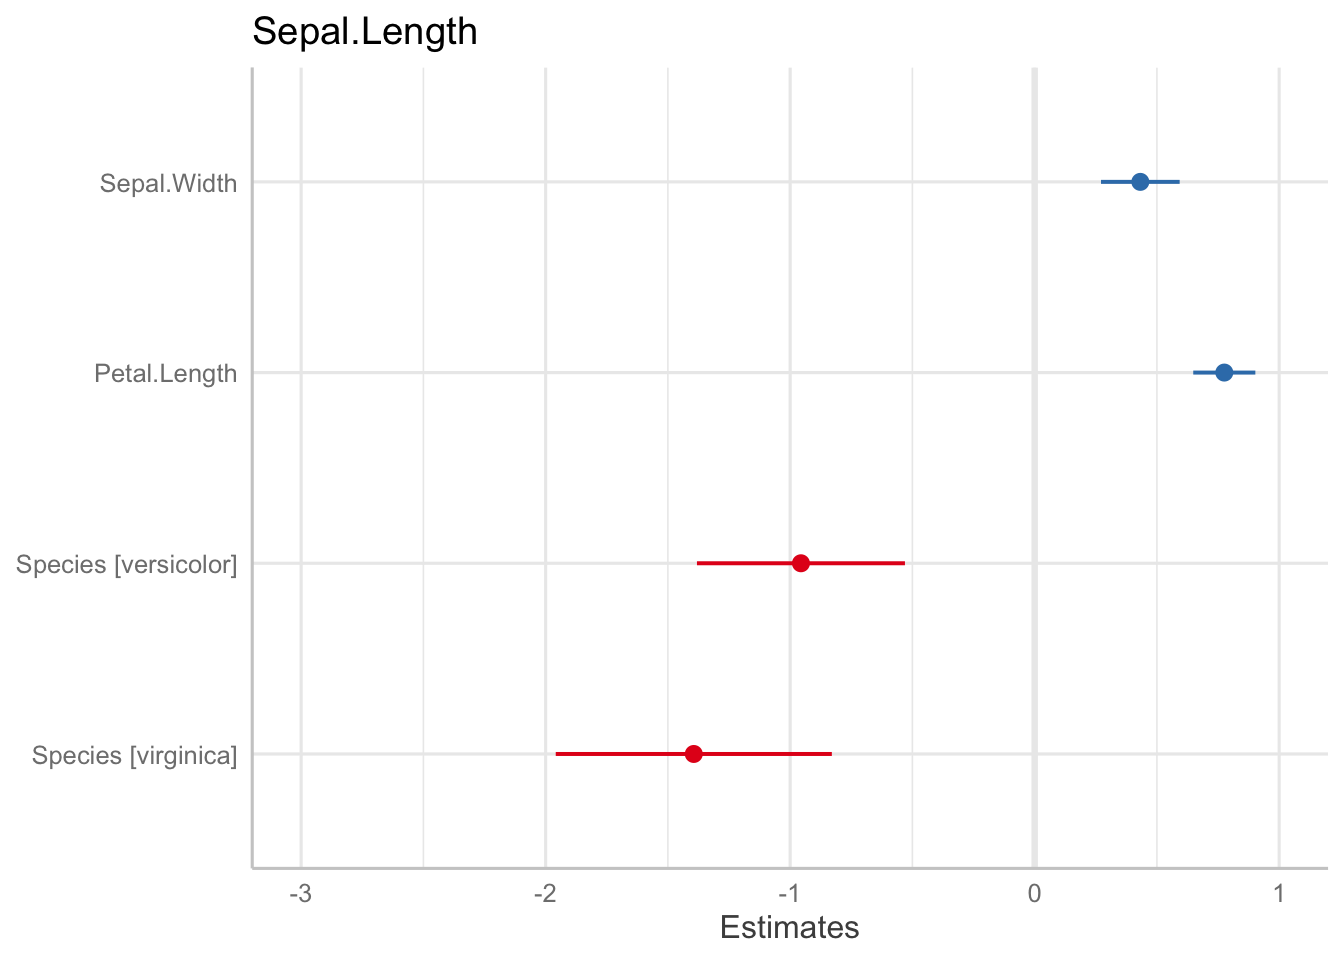 Sepal.Length
Sepal.Width
Petal.Length
Species [versicolor]
Species [virginica]
-3 -2 -1 0 1
Estimates